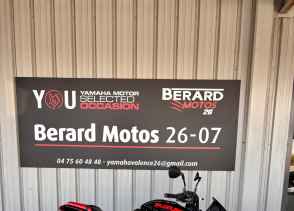 YOU YAMAHA MOTOR
SELECTED
OCCASION
BERARD
MOTOS
26
Berard Motos 26-07
04 75 60 48 48 - yamahavalence26@gmail.com